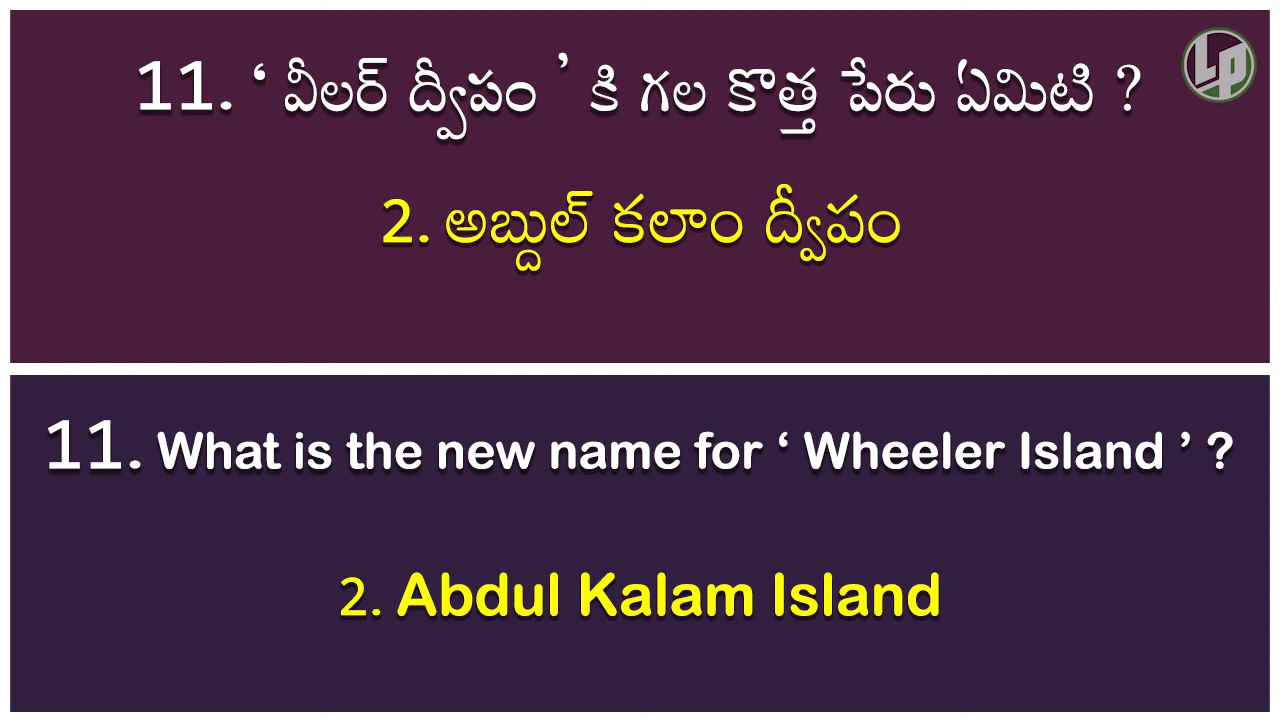 11. ‘ వీలర్ ద్వీపం ’ కి గల కొత్త పేరు ఏమిటి ?
LP
2. అబ్దుల్ కలాం ద్వీపం
11. What is the new name for ‘ Wheeler Island ’ ?
2. Abdul Kalam Island